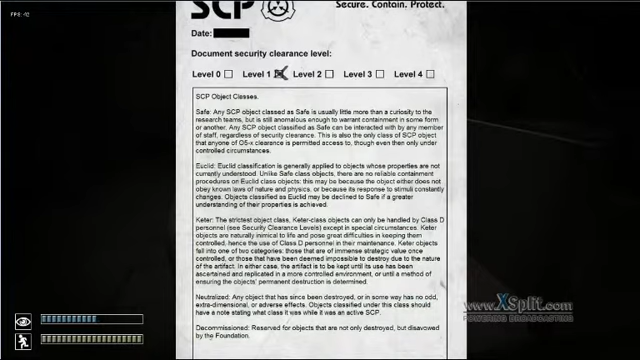 SCP
Secure. Contain. Protect.
FPS: 42
Date:
Document security clearance level:
Level 0 Level 1 Level 2 Level 3 Level 4
SCP Object Classes.
Safe: Any SCP object classed as Safe is usually little more than a curiosity to the
research teams, but is still anomalous enough to warrant containment in some form
or another. Any SCP object classified as Safe can be interacted with by any member
of staff, regardless of security clearance. This is also the only class of SCP object
that anyone of O5-x clearance is permitted access to, though even then only under
controlled circumstances.
Euclid: Euclid classification is generally applied to objects whose properties are not
currently understood. Unlike Safe class objects, there are no reliable containment
procedures on Euclid class objects; this may be because the object either does not
obey known laws of nature and physics, or because its response to stimuli constantly
changes. Objects classified as Euclid may be declined to Safe if a greater
understanding of their properties is achieved.
Keter: The strictest object class, Keter-class objects can only be handled by Class D
personnel (see Security Clearance Levels) except in special circumstances. Keter
objects are naturally inimical to life and pose great difficulties in keeping them
controlled, hence the use of Class D personnel in their maintenance. Keter objects
fall into one of two categories: those that are of immense strategic value once
controlled, or those that have been deemed impossible to destroy due to the nature
of the artifact. In either case, the artifact is to be kept until its use has been
ascertained and replicated in a more controlled environment, or until a method of
ensuring the objects' permanent destruction is determined.
Neutralized: Any object that has since been destroyed, or in some way has no odd,
extra-dimensional, or adverse effects. Objects classified under this class should
have a note stating what class it was while it was an active SCP.
Decommissioned: Reserved for objects that are not only destroyed, but disavowed
by the Foundation.
www.XSplit.com
POWERING BROADCASTING